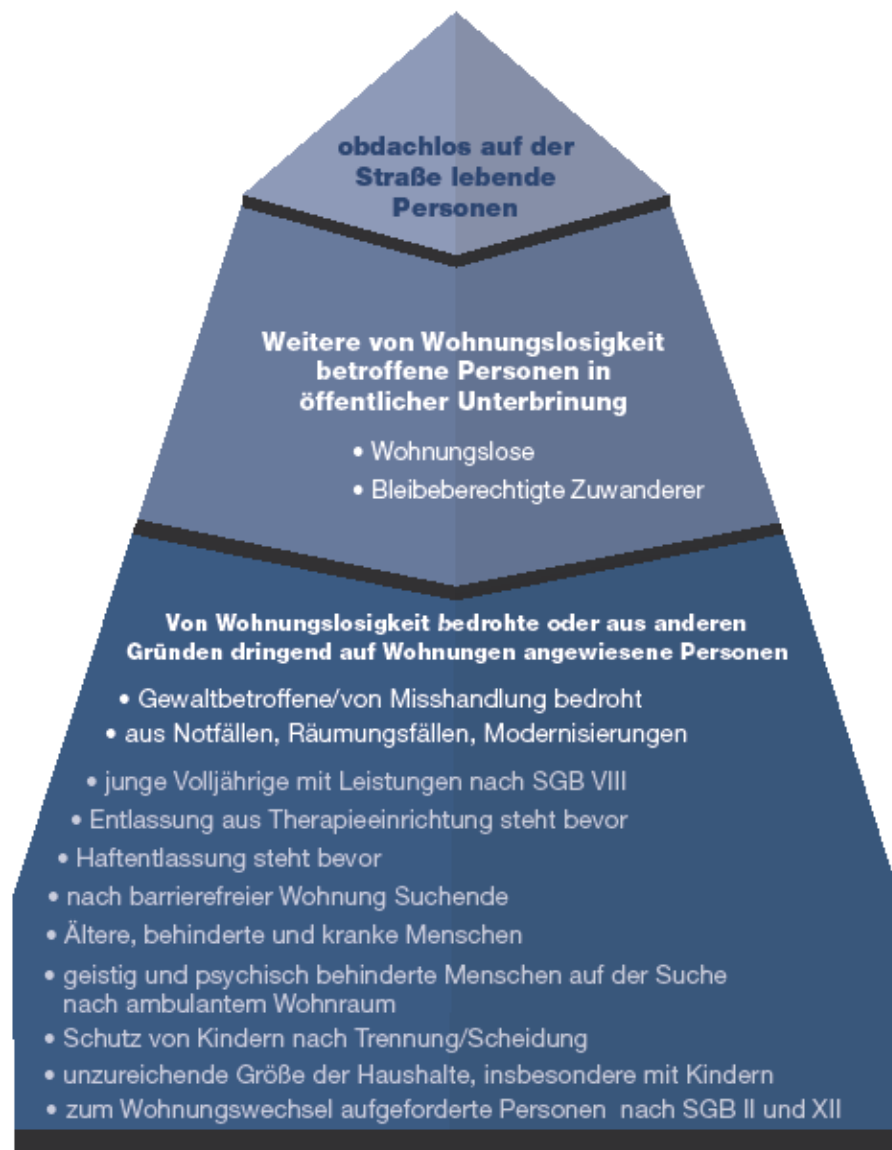 obdachlos auf der
Straße lebende
Personen
Weitere von Wohnungslosigkeit
betroffene Personen in
öffentlicher Unterbrinung
• Wohnungslose
• Bleibeberechtigte Zuwanderer
Von Wohnungslosigkeit bedrohte oder aus anderen
Gründen dringend auf Wohnungen angewiesene Personen
• Gewaltbetroffene/von Misshandlung bedroht
• aus Notfällen, Räumungsfällen, Modernisierungen
• junge Volljährige mit Leistungen nach SGB VIII
• Entlassung aus Therapieeinrichtung steht bevor
• Haftentlassung steht bevor
• nach barrierefreier Wohnung Suchende
• Ältere, behinderte und kranke Menschen
• geistig und psychisch behinderte Menschen auf der Suche
nach ambulantem Wohnraum
• Schutz von Kindern nach Trennung/Scheidung
• unzureichende Größe der Haushalte, insbesondere mit Kindern
• zum Wohnungswechsel aufgeforderte Personen nach SGB II und XII